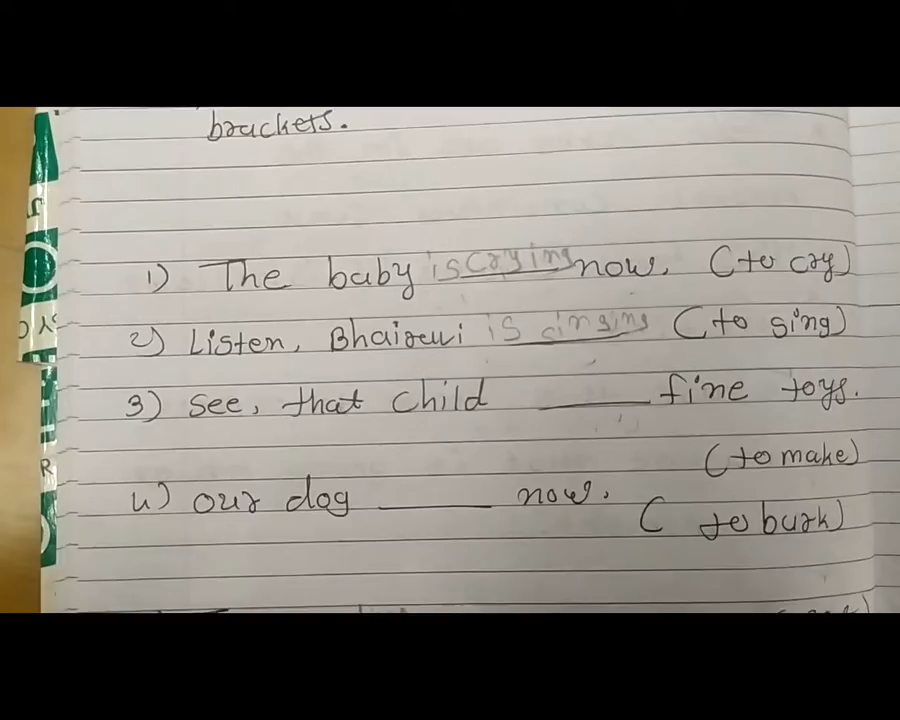 brackets.
1) The baby is crying now. (to cry)
2) Listen, Bhairavi is singing (to sing)
3) See, that child ______ fine toys.
(to make)
4) our dog ______ now.
( to bark)